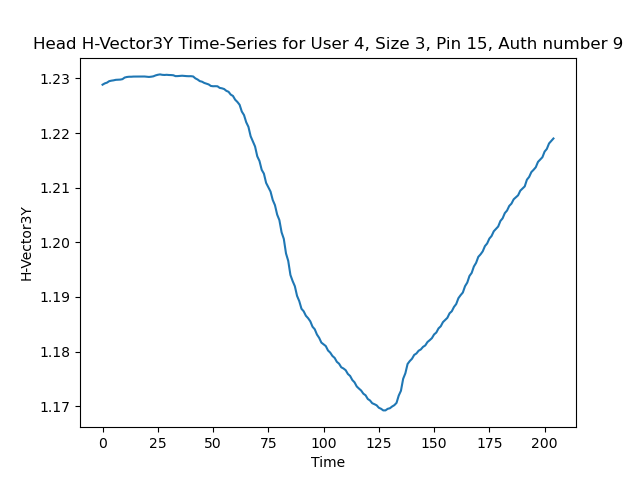 Head H-Vector3Y Time-Series for User 4, Size 3, Pin 15, Auth number 9
1.23
1.22
1.21
1.20
1.19
1.18
1.17
H-Vector3Y
0 25 50 75 100 125 150 175 200
Time